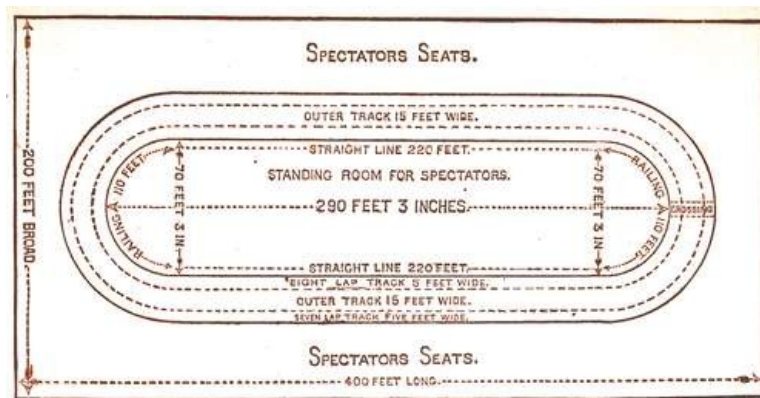 SPECTATORS SEATS.
OUTER TRACK 15 FEET WIDE.
STRAIGHT LINE 220 FEET.
STANDING ROOM FOR SPECTATORS.
290 FEET 3 INCHES.
200 FEET BROAD.
RAILING 110 FEET.
70 FEET 3 IN
70 FEET 3 IN
RAILING 110 FEET.
CROSSING
STRAIGHT LINE 220 FEET.
EIGHT LAP TRACK 5 FEET WIDE.
OUTER TRACK 15 FEET WIDE.
SEVEN LAP TRACK FIVE FEET WIDE.
SPECTATORS SEATS.
400 FEET LONG.